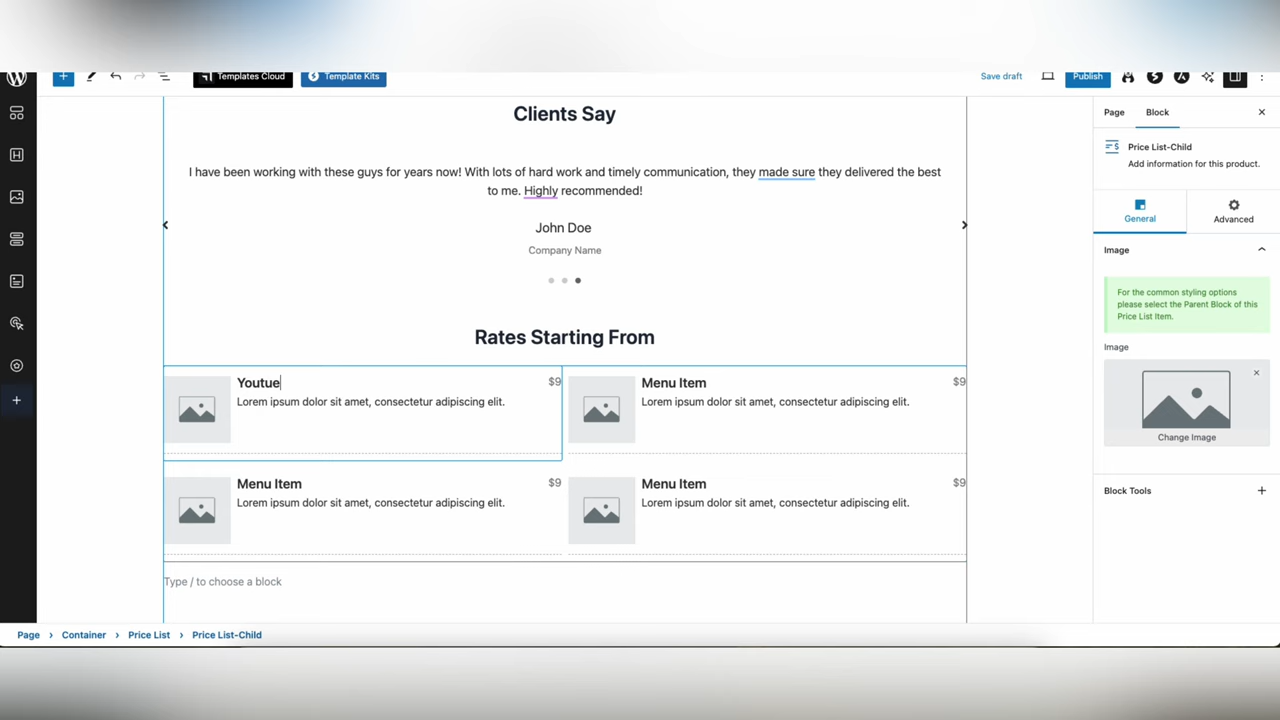 Templates Cloud
Template Kits
Save draft
Publish
Clients Say
I have been working with these guys for years now! With lots of hard work and timely communication, they made sure they delivered the best
to me. Highly recommended!
John Doe
Company Name
Rates Starting From
Youtue
$9
Lorem ipsum dolor sit amet, consectetur adipiscing elit.
Menu Item
$9
Lorem ipsum dolor sit amet, consectetur adipiscing elit.
Menu Item
$9
Lorem ipsum dolor sit amet, consectetur adipiscing elit.
Menu Item
$9
Lorem ipsum dolor sit amet, consectetur adipiscing elit.
Type / to choose a block
Page
Block
Price List-Child
Add information for this product.
General
Advanced
Image
For the common styling options
please select the Parent Block of this
Price List Item.
Image
Change Image
Block Tools
Page > Container > Price List > Price List-Child